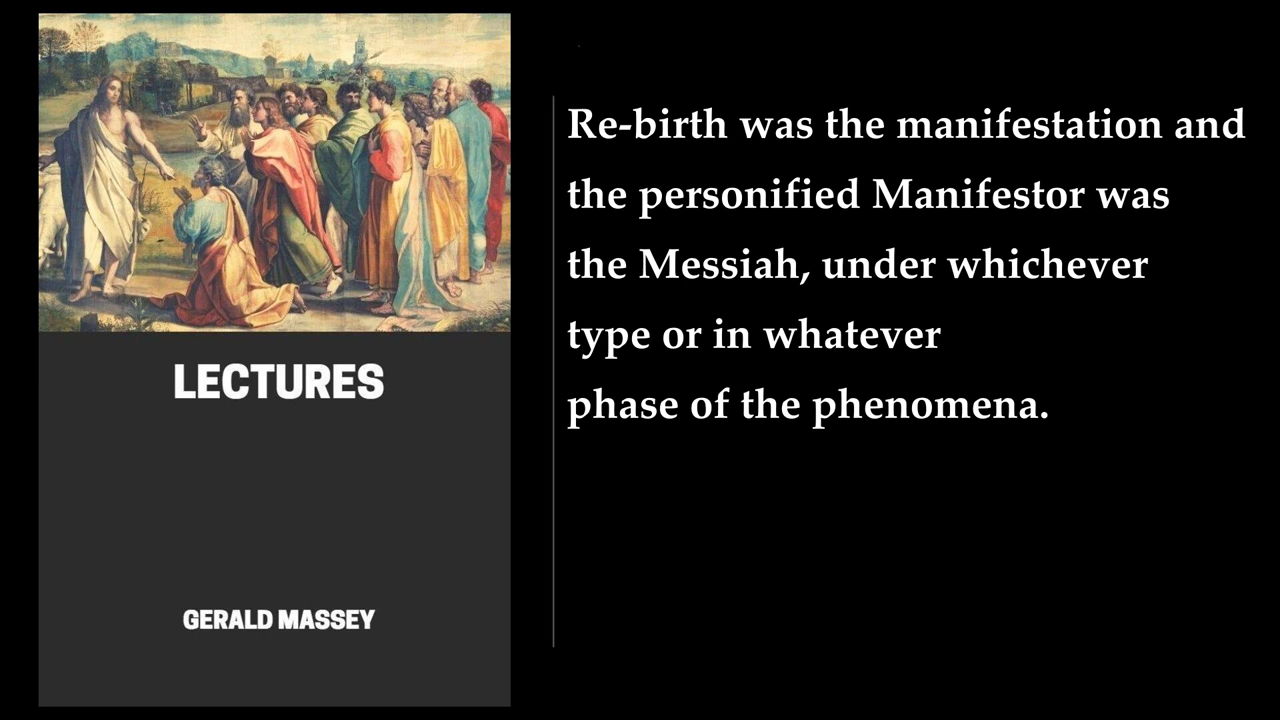 LECTURES
GERALD MASSEY
Re-birth was the manifestation and
the personified Manifestor was
the Messiah, under whichever
type or in whatever
phase of the phenomena.